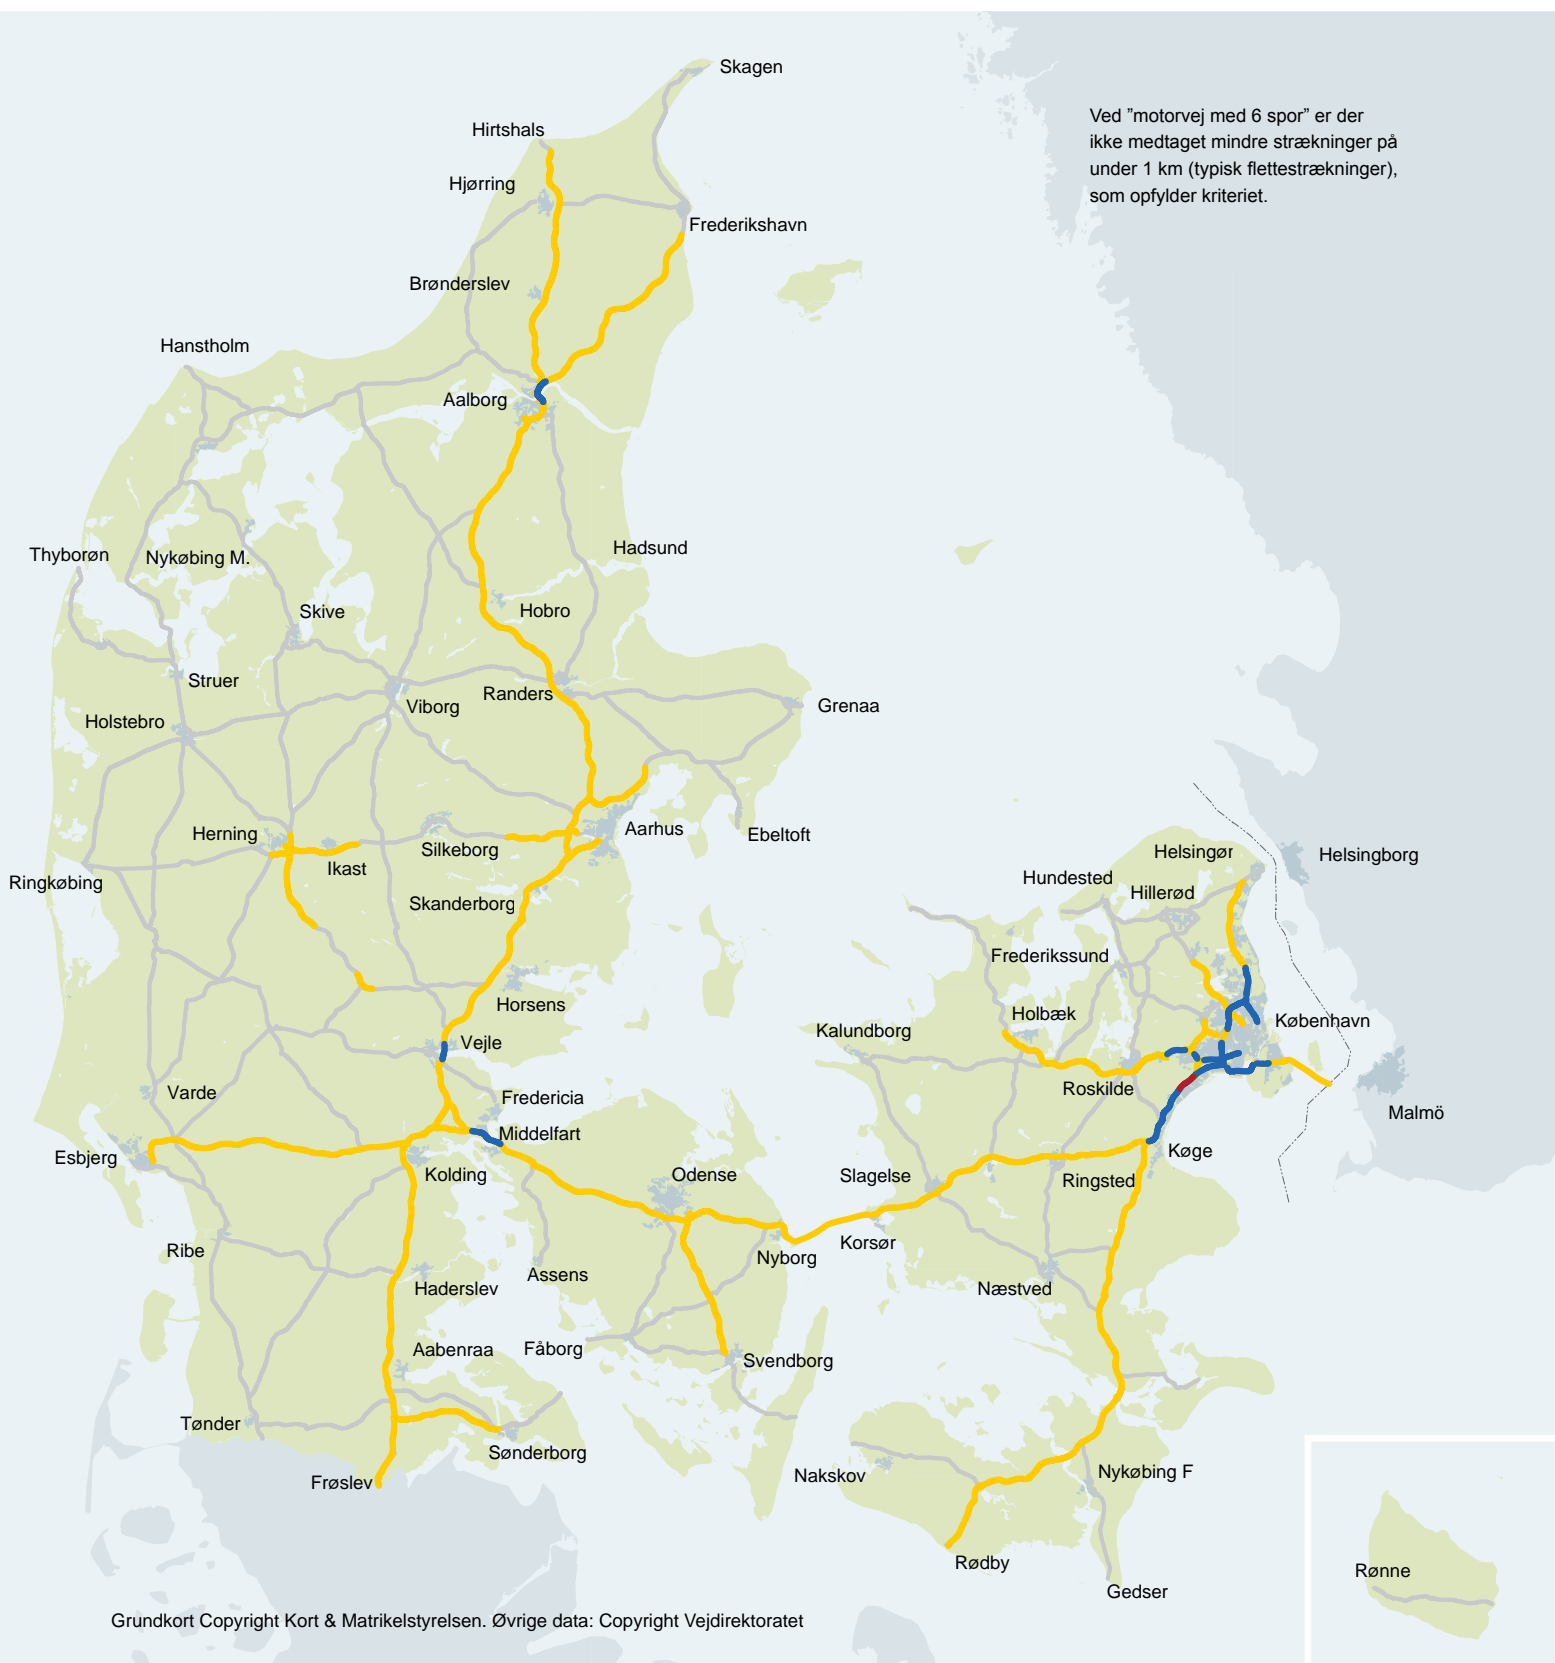 Skagen
Ved ”motorvej med 6 spor” er der
ikke medtaget mindre strækninger på
under 1 km (typisk flettestrækninger),
som opfylder kriteriet.
Hirtshals
Hjørring
Frederikshavn
Brønderslev
Hanstholm
Aalborg
Thyborøn
Nykøbing M.
Hadsund
Skive
Hobro
Struer
Randers
Viborg
Grenaa
Holstebro
Herning
Aarhus
Ebeltoft
Silkeborg
Ikast
Ringkøbing
Skanderborg
Helsingør
Helsingborg
Hundested
Hillerød
Frederikssund
Horsens
Holbæk
København
Kalundborg
Vejle
Varde
Fredericia
Roskilde
Malmö
Middelfart
Esbjerg
Kolding
Odense
Slagelse
Ringsted
Køge
Ribe
Nyborg
Korsør
Haderslev
Assens
Næstved
Aabenraa
Fåborg
Svendborg
Tønder
Sønderborg
Frøslev
Nakskov
Nykøbing F
Rødby
Gedser
Rønne
Grundkort Copyright Kort & Matrikelstyrelsen. Øvrige data: Copyright Vejdirektoratet